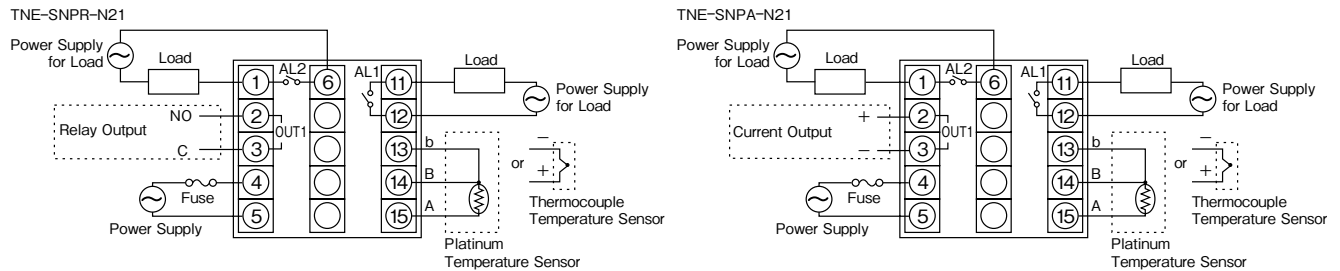 TNE-SNPR-N21
Power Supply
for Load
Load
AL2
AL1
Load
1
6
11
Power Supply
for Load
NO
2
12
Relay Output
OUT1
C
3
13
b
4
14
B
Fuse
5
15
A
Power Supply
or
−
+
Thermocouple
Temperature Sensor
Platinum
Temperature Sensor
TNE-SNPA-N21
Power Supply
for Load
Load
AL2
AL1
Load
1
6
11
Power Supply
for Load
+
2
12
Current Output
OUT1
−
3
13
b
4
14
B
Fuse
5
15
A
Power Supply
or
−
+
Thermocouple
Temperature Sensor
Platinum
Temperature Sensor